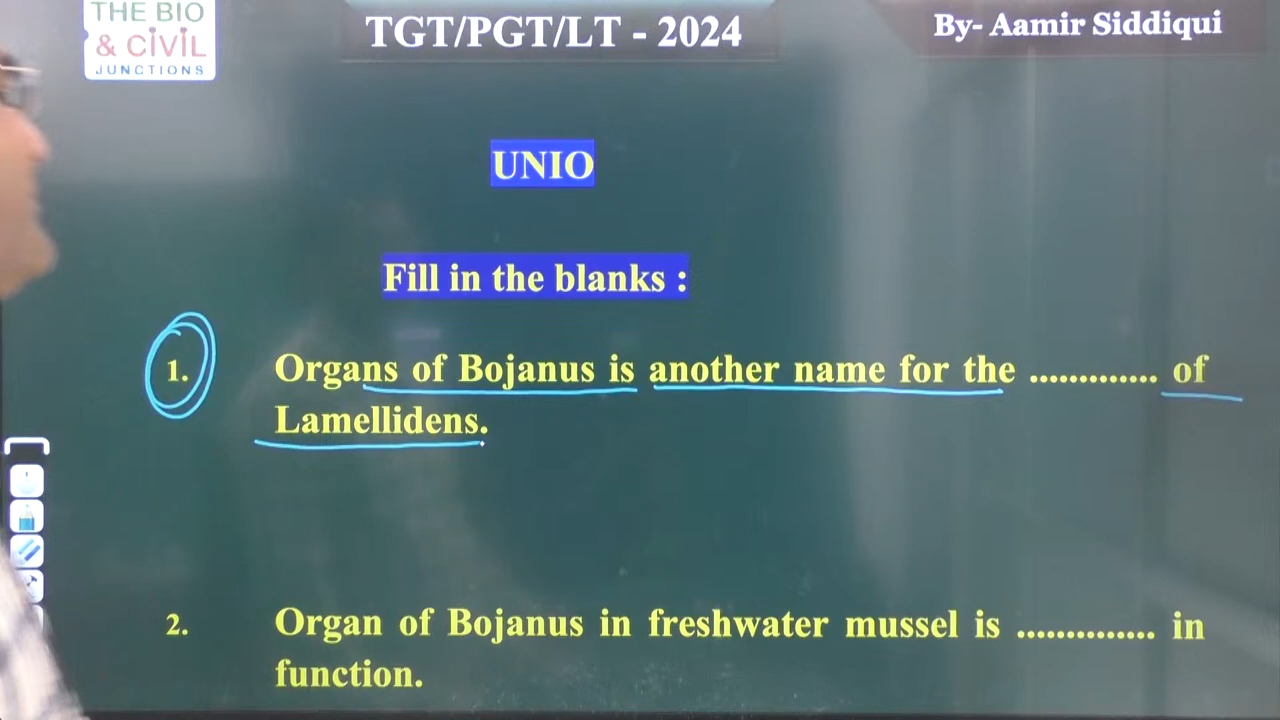 THE BIO
& CIVIL
JUNCTIONS
TGT/PGT/LT - 2024
By- Aamir Siddiqui
UNIO
Fill in the blanks :
1. Organs of Bojanus is another name for the ............. of
Lamellidens.
2. Organ of Bojanus in freshwater mussel is .............. in
function.